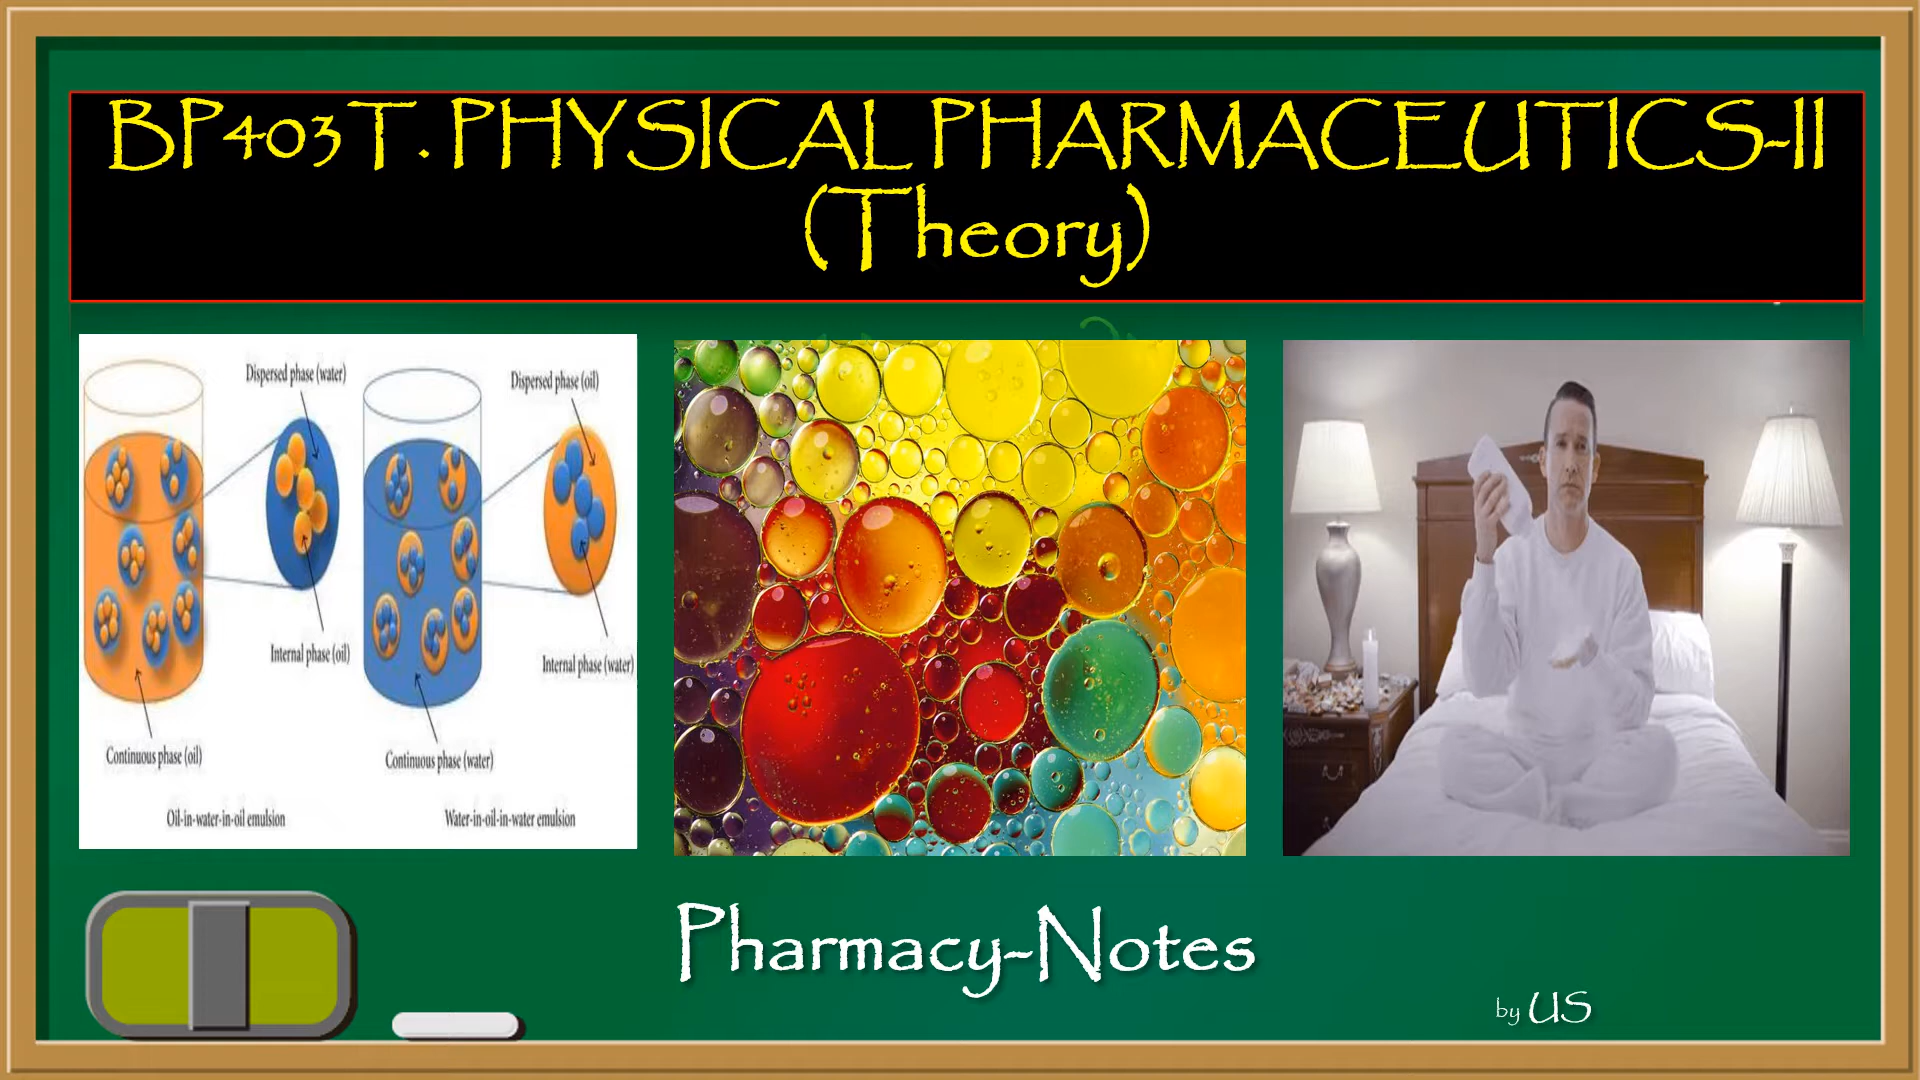 BP403T. PHYSICAL PHARMACEUTICS-II
(Theory)
Dispersed phase (water)
Dispersed phase (oil)
Internal phase (oil)
Internal phase (water)
Continuous phase (oil)
Continuous phase (water)
Oil-in-water-in-oil emulsion
Water-in-oil-in-water emulsion
Pharmacy-Notes
by US